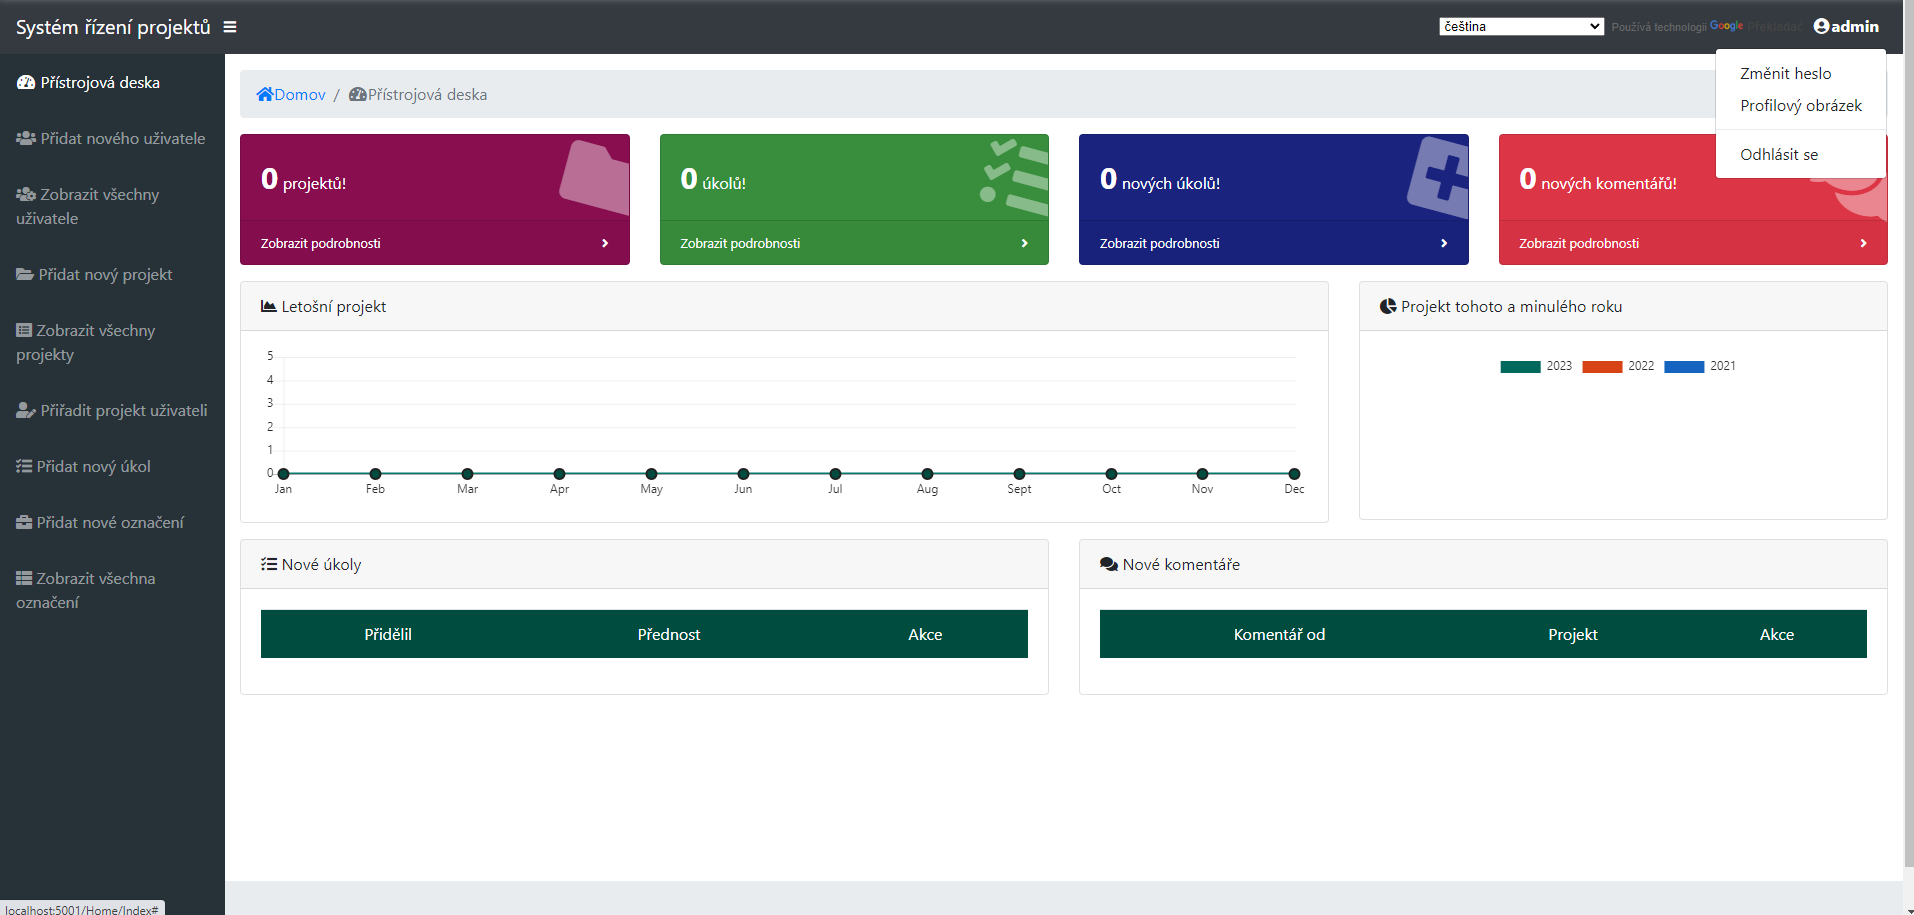 Systém řízení projektů
čeština
Používá technologii Google Překladač
admin
Změnit heslo
Profilový obrázek
Odhlásit se
Přístrojová deska
Přidat nového uživatele
Zobrazit všechny
uživatele
Přidat nový projekt
Zobrazit všechny
projekty
Přiřadit projekt uživateli
Přidat nový úkol
Přidat nové označení
Zobrazit všechna
označení
Domov / Přístrojová deska
0 projektů!
Zobrazit podrobnosti
0 úkolů!
Zobrazit podrobnosti
0 nových úkolů!
Zobrazit podrobnosti
0 nových komentářů!
Zobrazit podrobnosti
Letošní projekt
5
4
3
2
1
0
Jan Feb Mar Apr May Jun Jul Aug Sept Oct Nov Dec
Projekt tohoto a minulého roku
2023 2022 2021
Nové úkoly
Přidělil Přednost Akce
Nové komentáře
Komentář od Projekt Akce
localhost:5001/Home/Index#